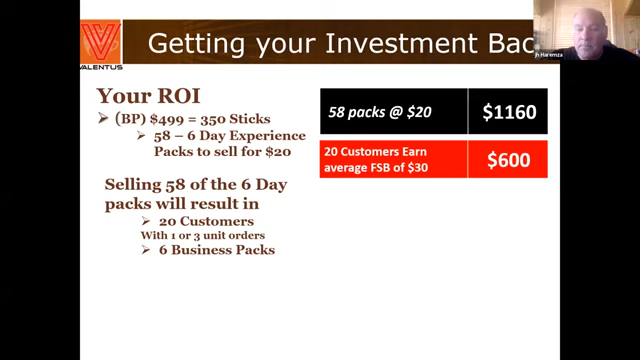 Getting your Investment Bac
VALENTUS
Haremza
Your ROI
(BP) $499 = 350 Sticks
58 – 6 Day Experience
Packs to sell for $20
58 packs @ $20 $1160
20 Customers Earn
average FSB of $30 $600
Selling 58 of the 6 Day
packs will result in
20 Customers
With 1 or 3 unit orders
6 Business Packs